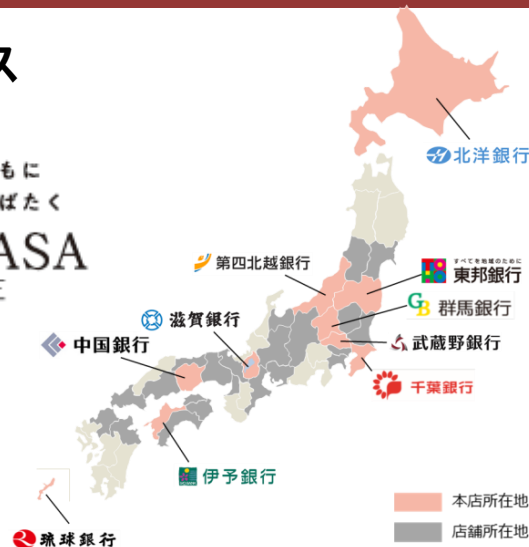 ス
もに
ばたく
ASA
北洋銀行
第四北越銀行
すべてを地域のために
東邦銀行
GB 群馬銀行
滋賀銀行
武蔵野銀行
中国銀行
千葉銀行
伊予銀行
本店所在地
店舗所在地
琉球銀行